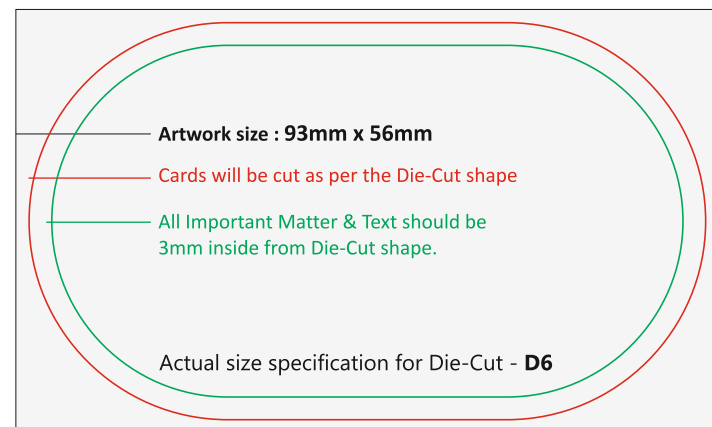 Artwork size : 93mm x 56mm
Cards will be cut as per the Die-Cut shape
All Important Matter & Text should be
3mm inside from Die-Cut shape.
Actual size specification for Die-Cut - D6